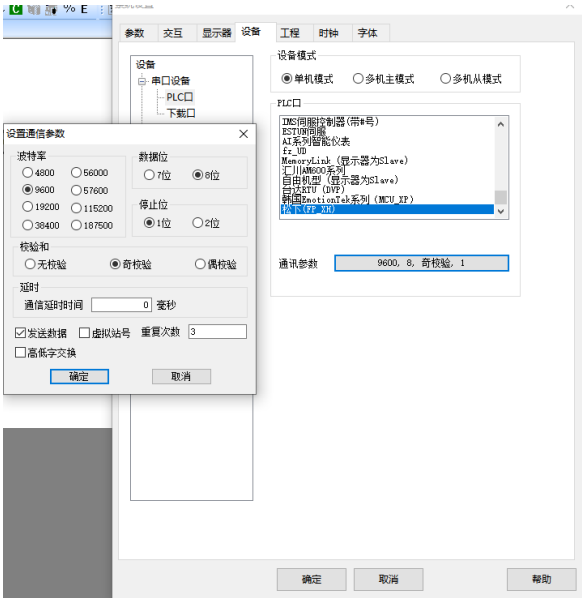 % E
系统设置
参数 交互 显示器 设备 工程 时钟 字体
设备
串口设备
PLC口
下载口
设备模式
单机模式 多机主模式 多机从模式
PLC口
TMS伺服控制器(带#号)
ESTUN伺服
AI系列智能仪表
fz_UD
MemoryLink (显示器为Slave)
汇川AM600系列
自由机型 (显示器为Slave)
台达RTU (DVP)
韩国EmotionTek系列 (MCU_XP)
松下(FP_XH)
通讯参数 9600, 8, 奇校验, 1
设置通信参数
波特率
4800 56000
9600 57600
19200 115200
38400 187500
数据位
7位 8位
停止位
1位 2位
校验和
无校验 奇校验 偶校验
延时
通信延时时间 0 毫秒
发送数据 虚拟站号 重复次数 3
高低字交换
确定 取消
确定 取消 帮助